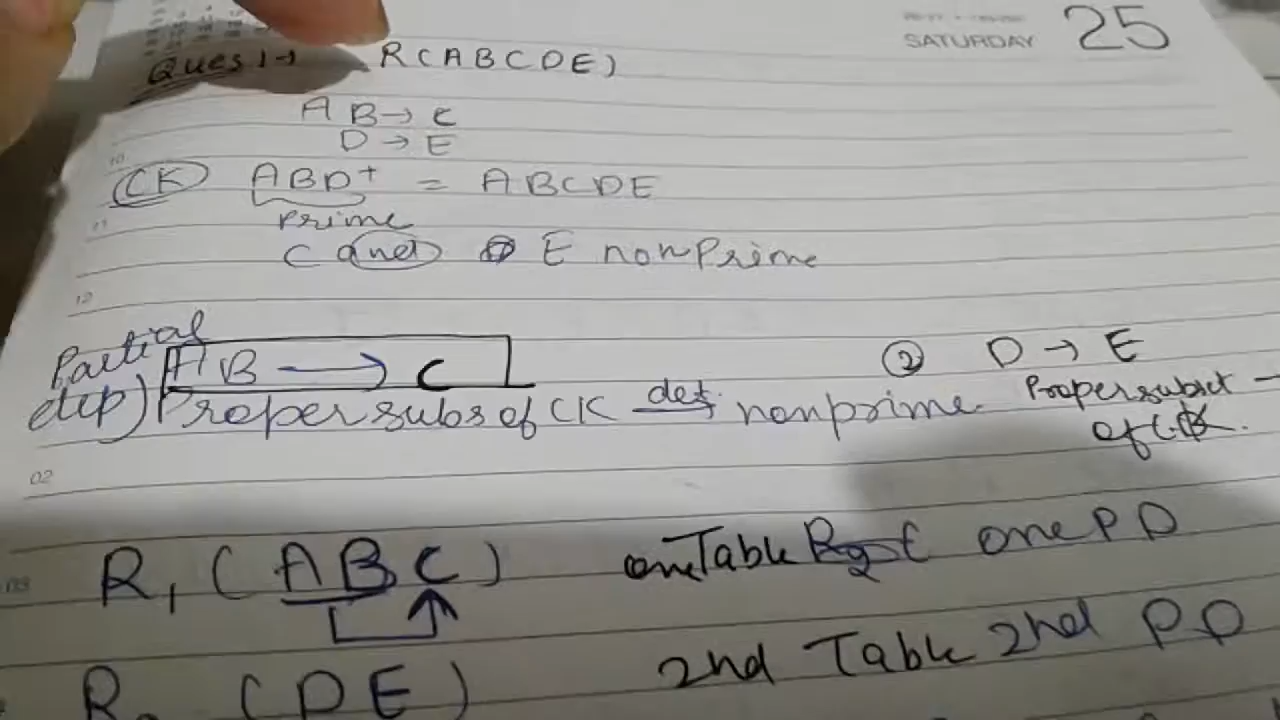 SATURDAY 25
Ques 1→ R(ABCDE)
AB→ C
D→E
CK ABD+ = ABCDE
prime
C and E nonprime
Partial
dep) AB → C
Proper subs of CK det. nonprime.
② D→E
Proper subset -
of C.K.
R1 (ABC) one Table one PD
R2 (DE) 2nd Table 2nd PD